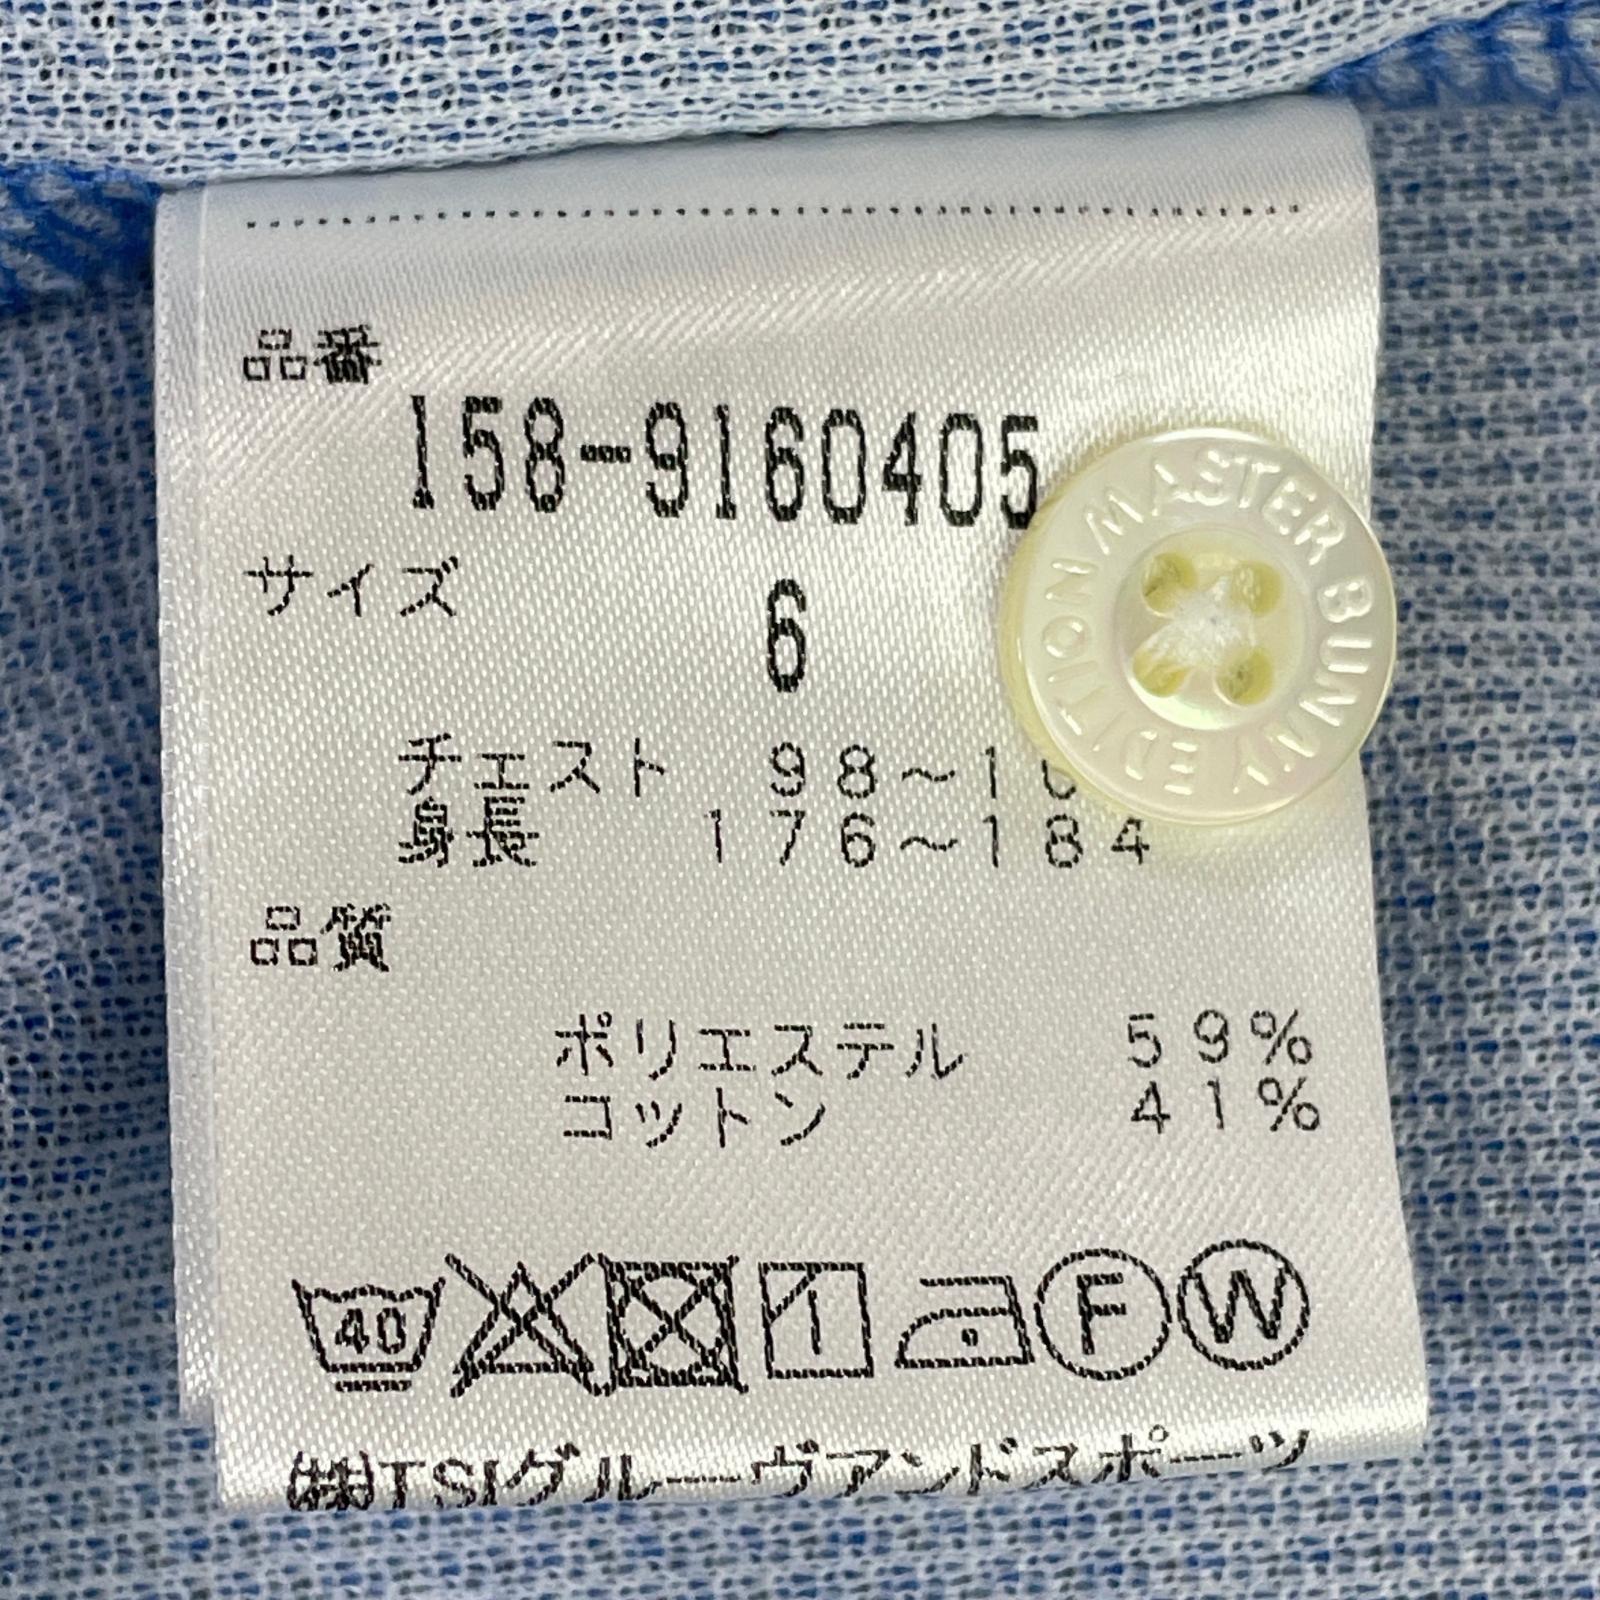 品番
158-9160405
サイズ
6
チェスト 98~1
身長 176~184
品質
ポリエステル 59%
コットン 41%
40 F W
㈱TSIグルーヴアンドスポーツ
MASTER BUNNY EDITION